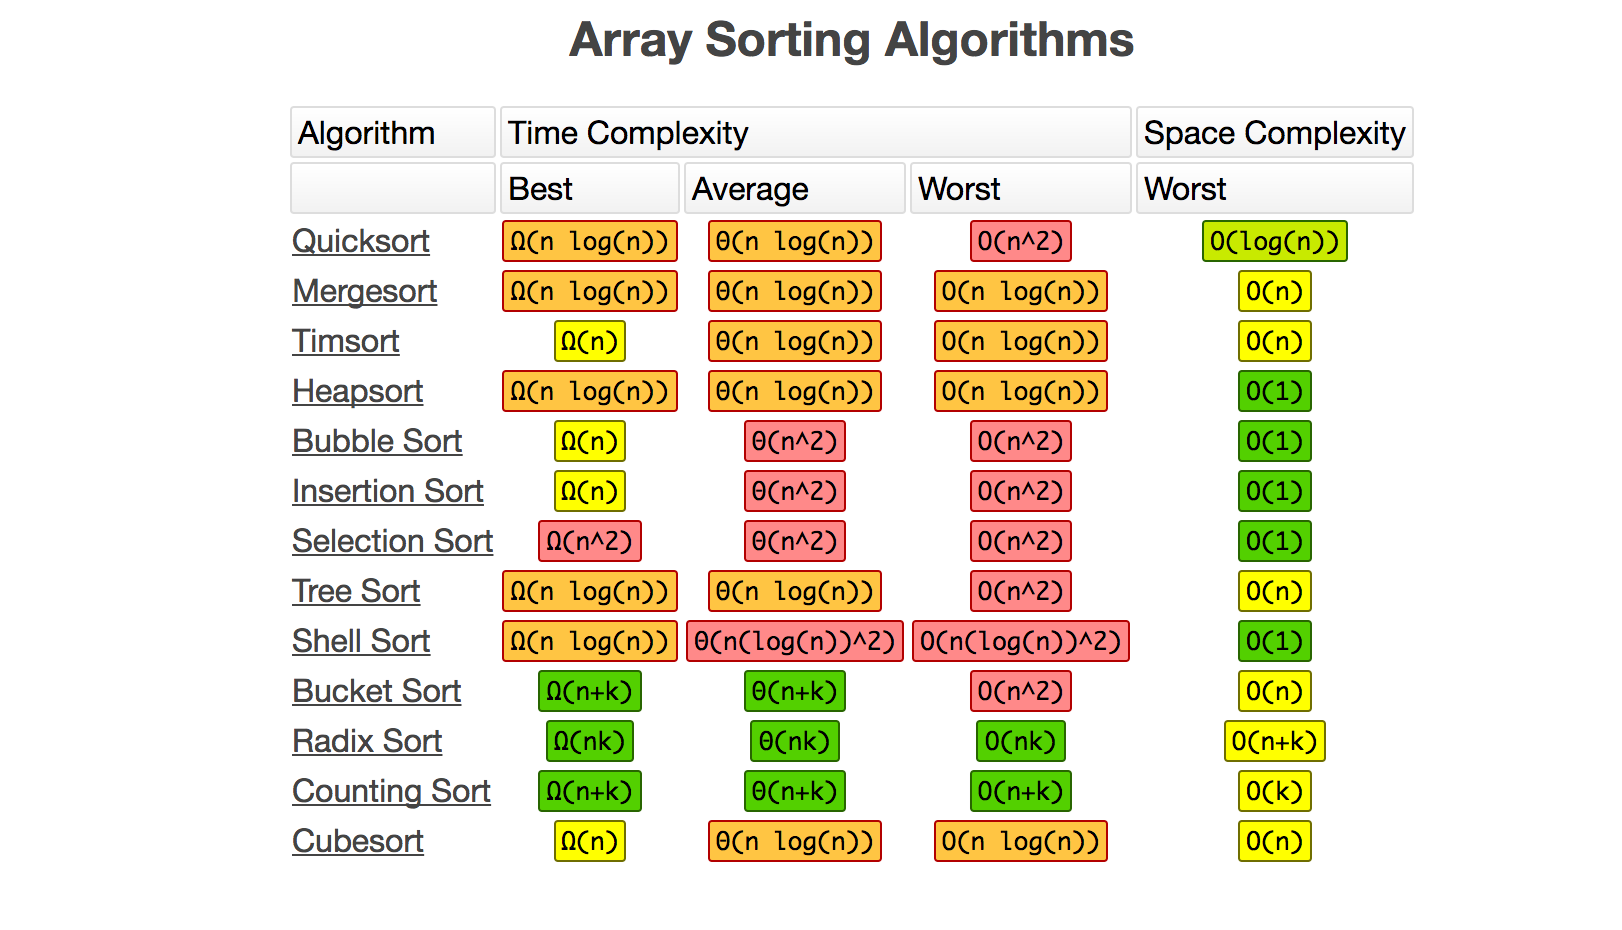 Array Sorting Algorithms
Algorithm Time Complexity Space Complexity
Best Average Worst Worst
Quicksort Ω(n log(n)) Θ(n log(n)) O(n^2) O(log(n))
Mergesort Ω(n log(n)) Θ(n log(n)) O(n log(n)) O(n)
Timsort Ω(n) Θ(n log(n)) O(n log(n)) O(n)
Heapsort Ω(n log(n)) Θ(n log(n)) O(n log(n)) O(1)
Bubble Sort Ω(n) Θ(n^2) O(n^2) O(1)
Insertion Sort Ω(n) Θ(n^2) O(n^2) O(1)
Selection Sort Ω(n^2) Θ(n^2) O(n^2) O(1)
Tree Sort Ω(n log(n)) Θ(n log(n)) O(n^2) O(n)
Shell Sort Ω(n log(n)) Θ(n(log(n))^2) O(n(log(n))^2) O(1)
Bucket Sort Ω(n+k) Θ(n+k) O(n^2) O(n)
Radix Sort Ω(nk) Θ(nk) O(nk) O(n+k)
Counting Sort Ω(n+k) Θ(n+k) O(n+k) O(k)
Cubesort Ω(n) Θ(n log(n)) O(n log(n)) O(n)